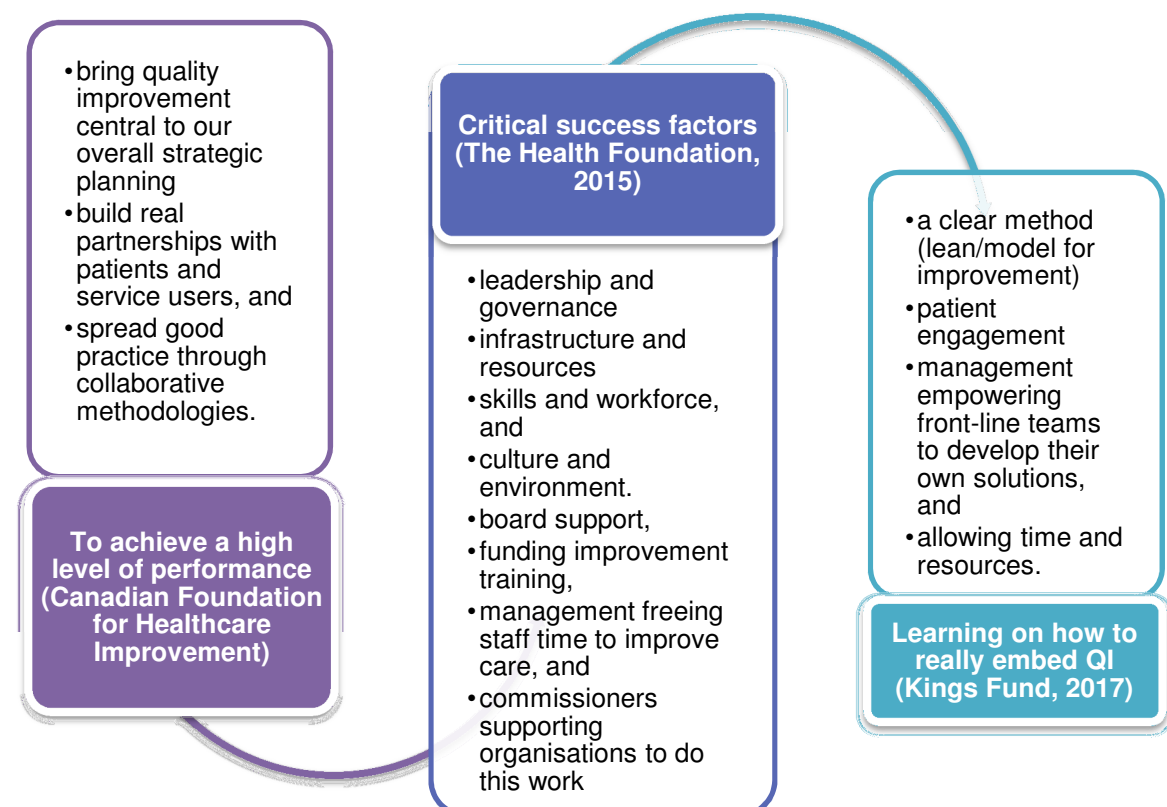 •bring quality
improvement
central to our
overall strategic
planning
•build real
partnerships with
patients and
service users, and
•spread good
practice through
collaborative
methodologies.
To achieve a high
level of performance
(Canadian Foundation
for Healthcare
Improvement)
Critical success factors
(The Health Foundation,
2015)
•leadership and
governance
•infrastructure and
resources
•skills and workforce,
and
•culture and
environment.
•board support,
•funding improvement
training,
•management freeing
staff time to improve
care, and
•commissioners
supporting
organisations to do
this work
•a clear method
(lean/model for
improvement)
•patient
engagement
•management
empowering
front-line teams
to develop their
own solutions,
and
•allowing time and
resources.
Learning on how to
really embed QI
(Kings Fund, 2017)